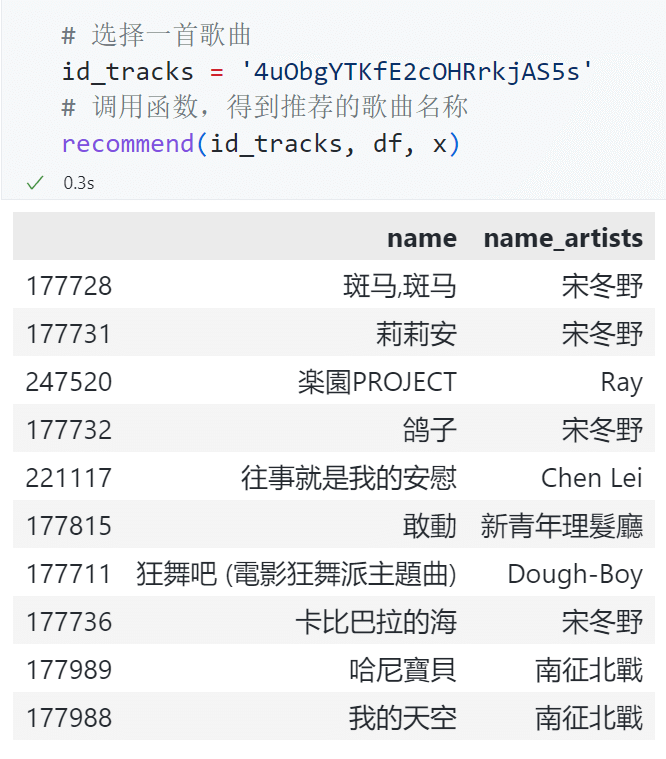 # 选择一首歌曲
id_tracks = '4uObgYTKfE2cOHRrkjAS5s'
# 调用函数，得到推荐的歌曲名称
recommend(id_tracks, df, x)
0.3s
name name_artists
177728 斑马,斑马 宋冬野
177731 莉莉安 宋冬野
247520 楽園PROJECT Ray
177732 鸽子 宋冬野
221117 往事就是我的安慰 Chen Lei
177815 敢動 新青年理髮廳
177711 狂舞吧 (電影狂舞派主題曲) Dough-Boy
177736 卡比巴拉的海 宋冬野
177989 哈尼寶貝 南征北戰
177988 我的天空 南征北戰